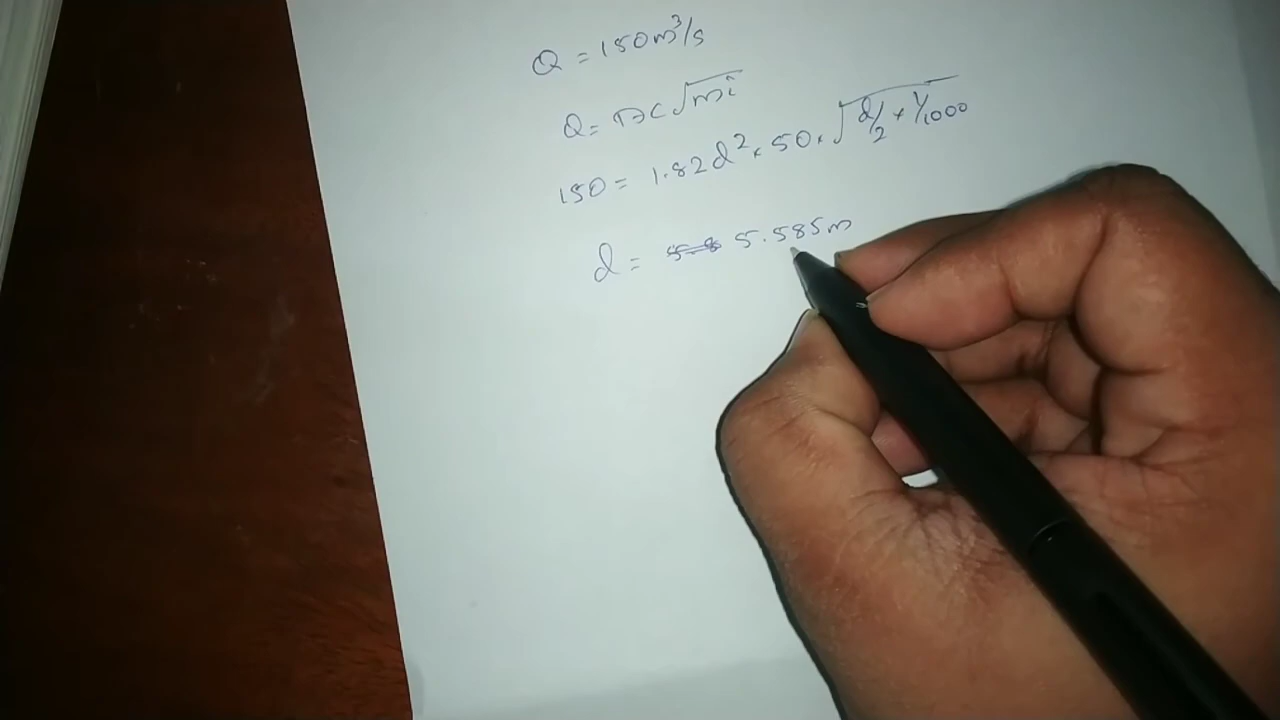 Q = 150m³/s
Q = AC√mi
150 = 1.82d² × 50 × √d/2 × 1/1000
d = 5.585m